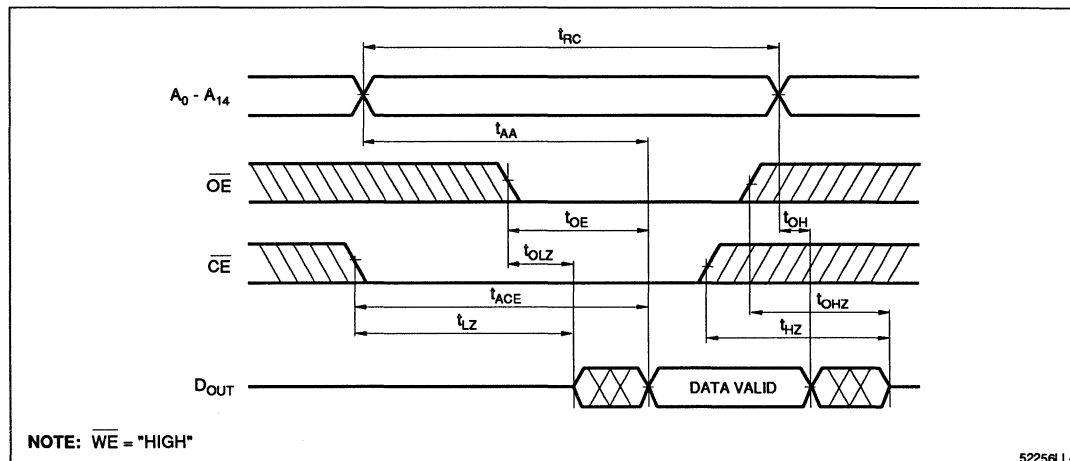 tRC
A0 - A14
tAA
OE
tOE
tOH
tOLZ
CE
tACE
tOHZ
tLZ
tHZ
DOUT
DATA VALID
NOTE: WE = "HIGH"